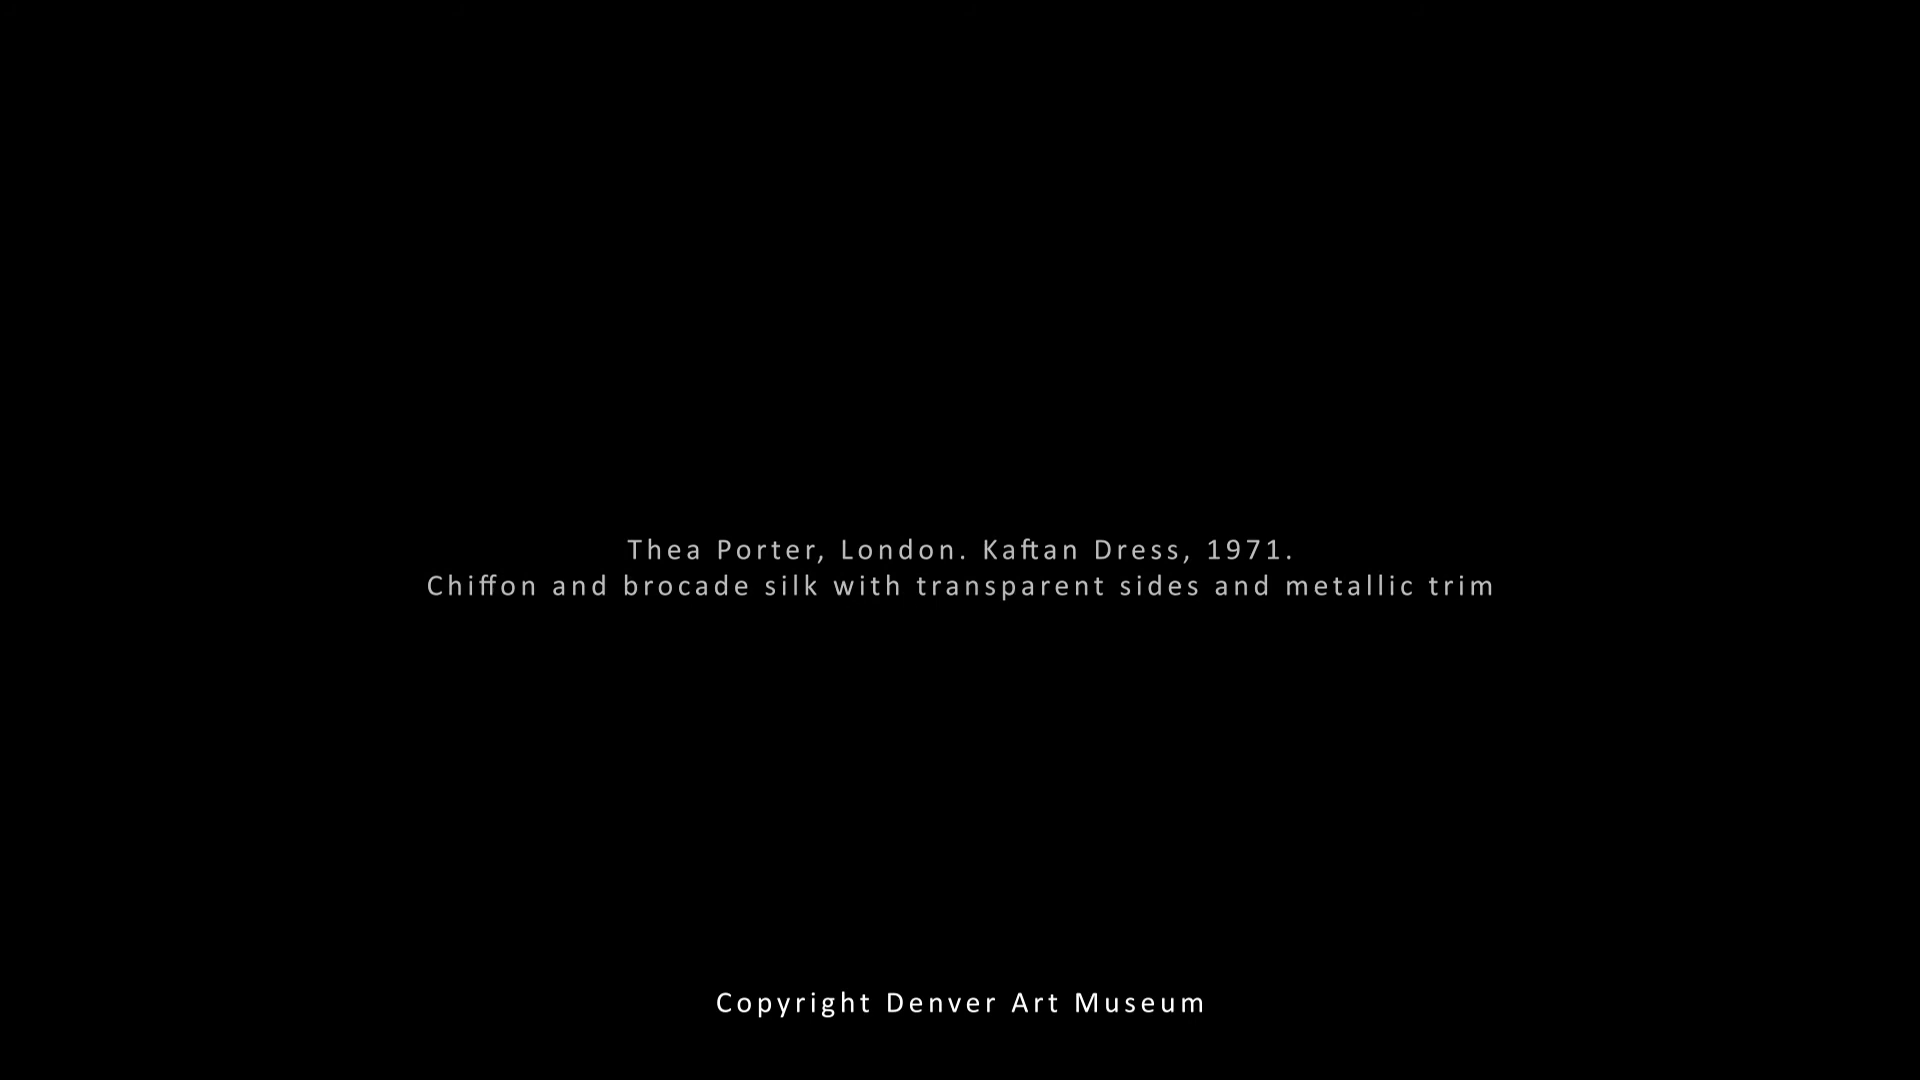 Thea Porter, London. Kaftan Dress, 1971.
Chiffon and brocade silk with transparent sides and metallic trim
Copyright Denver Art Museum